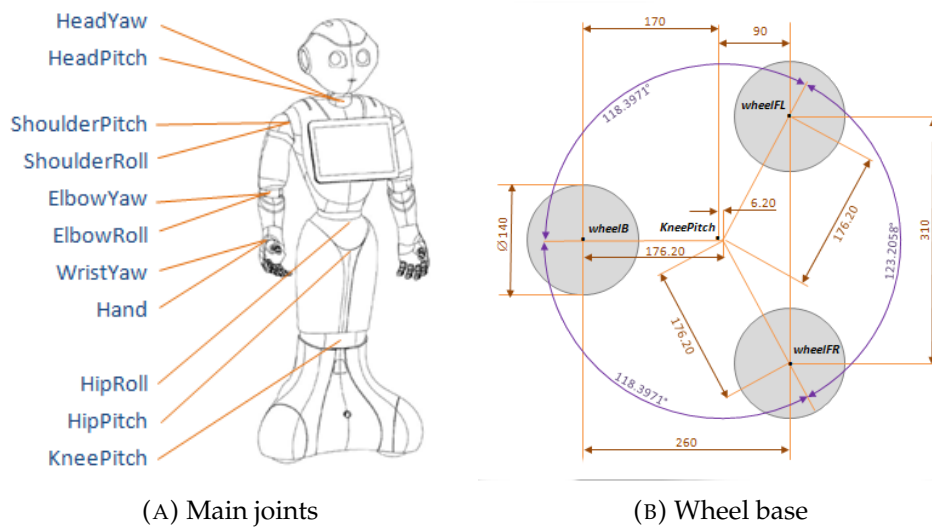 HeadYaw
HeadPitch
ShoulderPitch
ShoulderRoll
ElbowYaw
ElbowRoll
WristYaw
Hand
HipRoll
HipPitch
KneePitch
170
90
118.3971°
wheelFL
6.20
Ø140
wheelB
KneePitch
176.20
176.20
123.2058°
310
176.20
wheelFR
118.3971°
260
(A) Main joints
(B) Wheel base